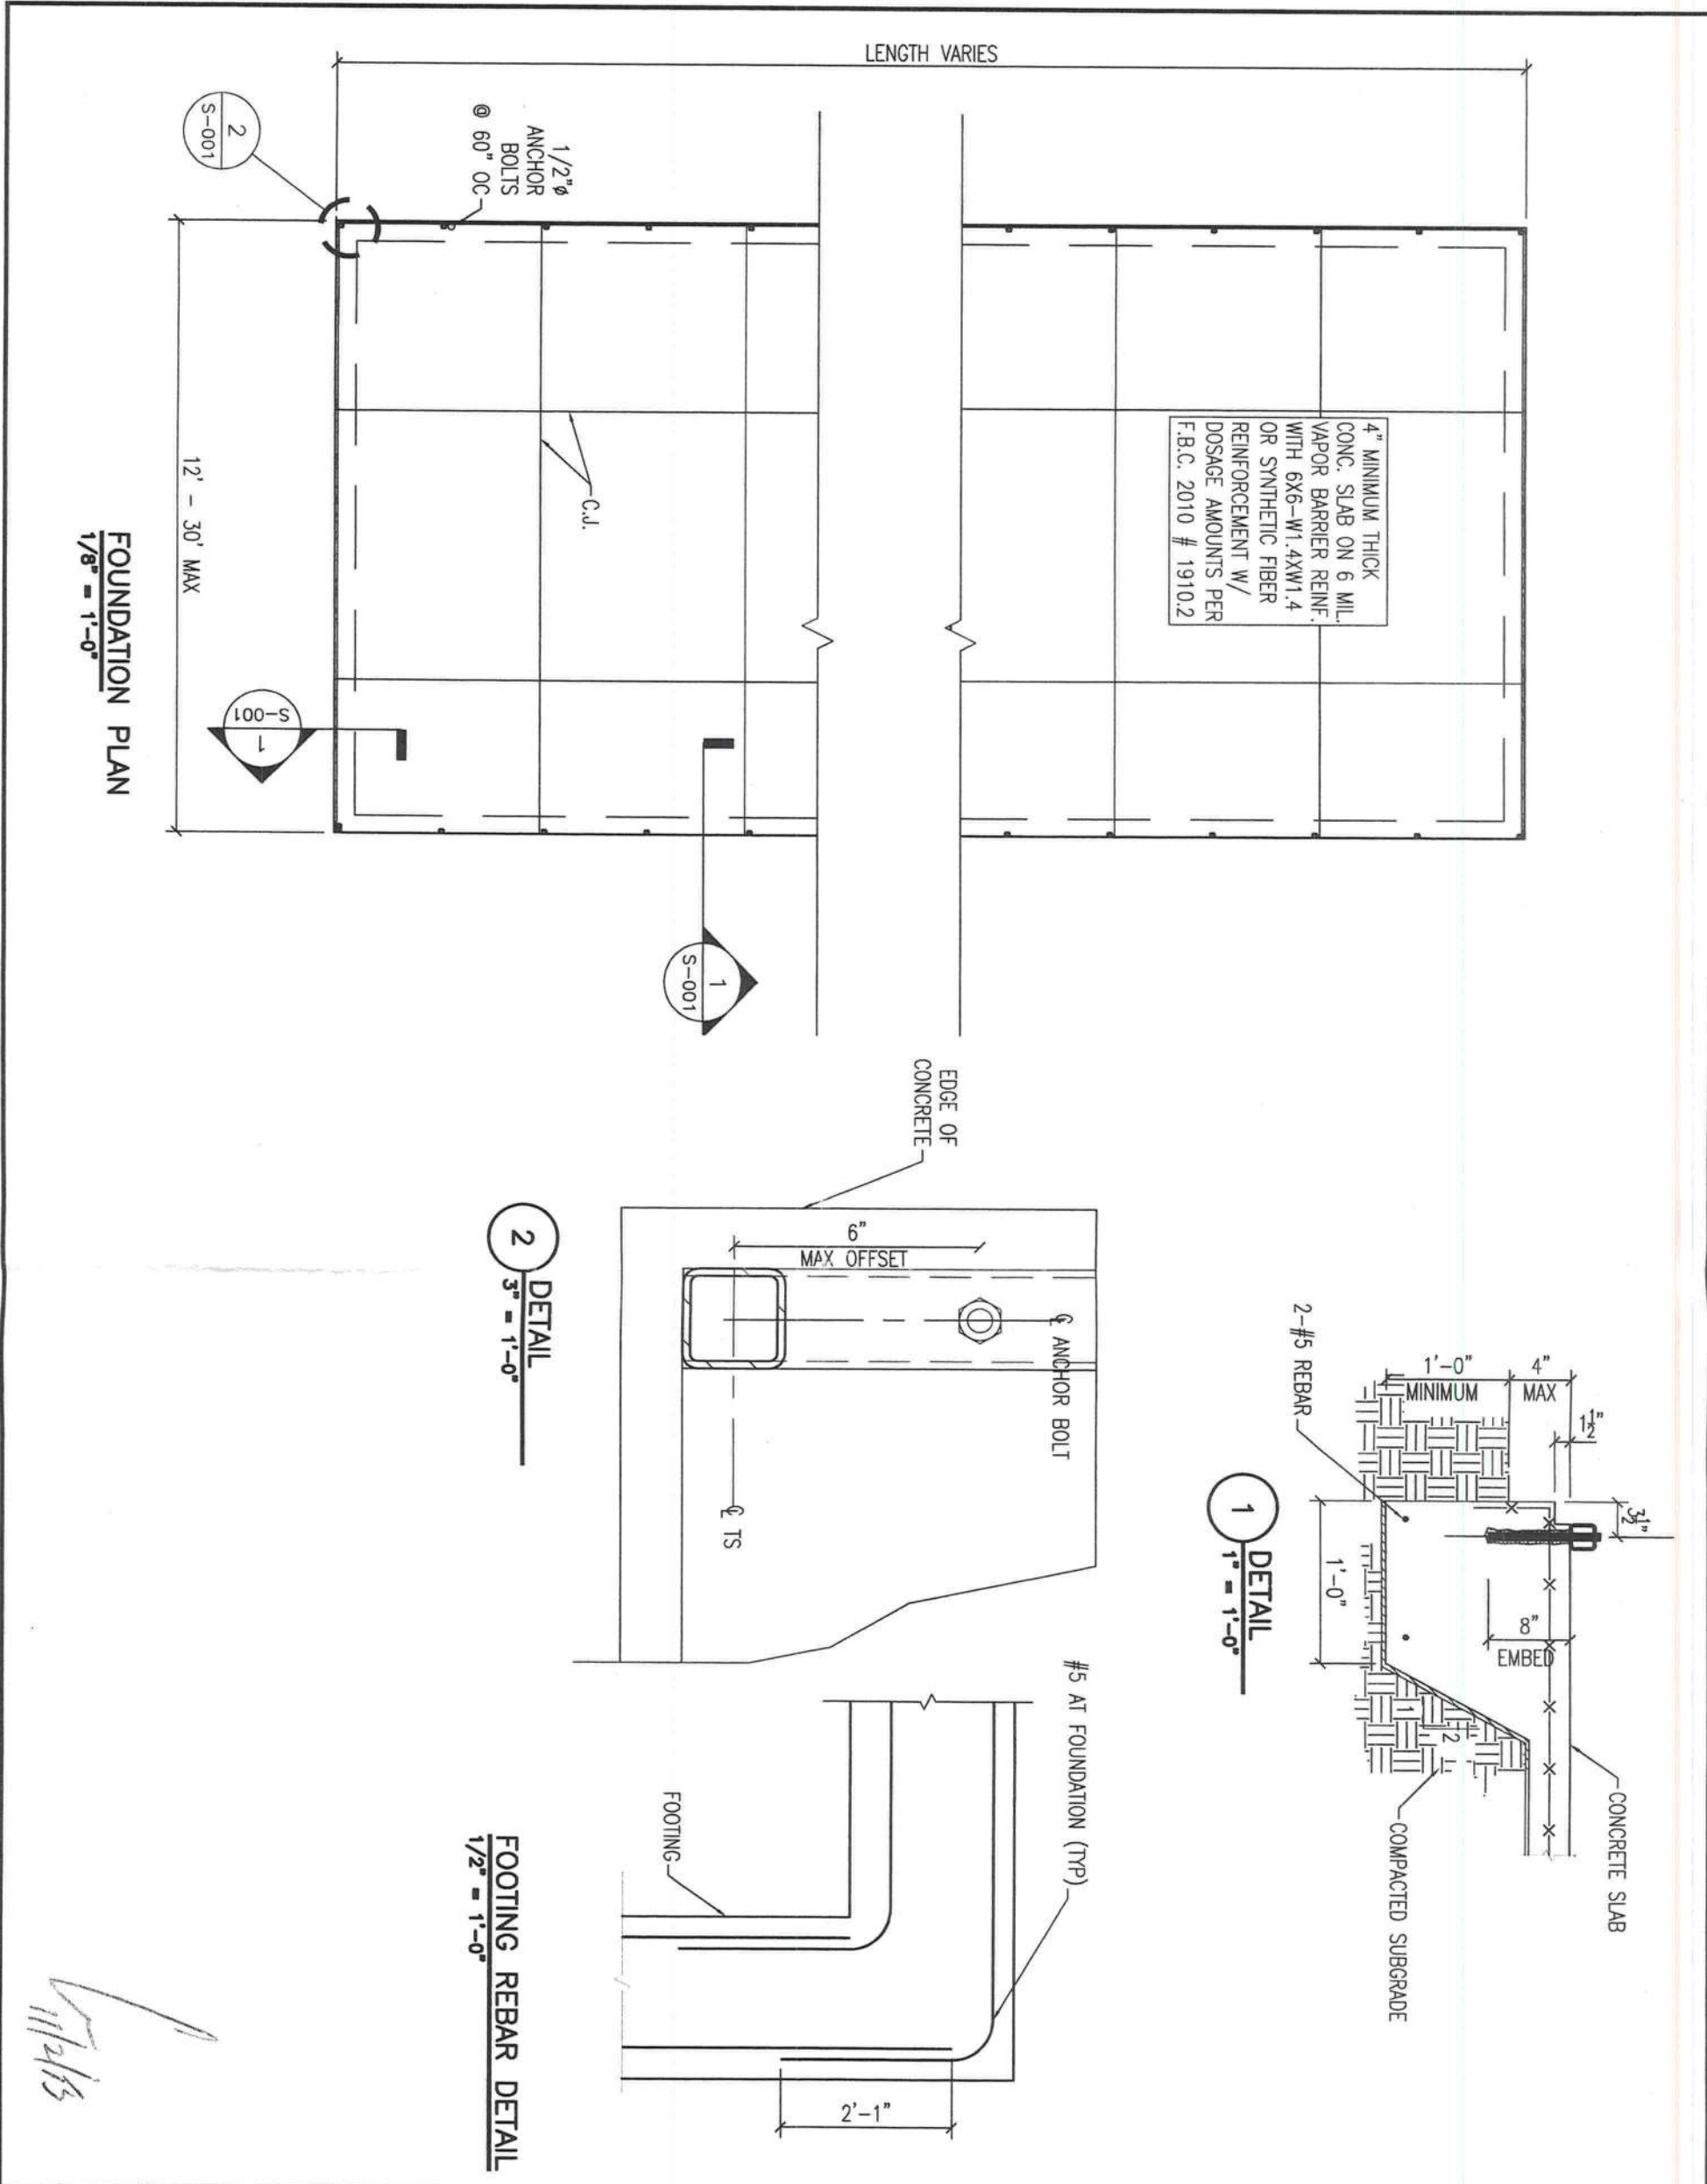 LENGTH VARIES
2
S-001
1/2"ø
ANCHOR
BOLTS
@ 60" OC
4" MINIMUM THICK
CONC. SLAB ON 6 MIL.
VAPOR BARRIER REINF.
WITH 6X6-W1.4XW1.4
OR SYNTHETIC FIBER
REINFORCEMENT W/
DOSAGE AMOUNTS PER
F.B.C. 2010 # 1910.2
C.J.
12' - 30' MAX
1
S-001
1
S-001
FOUNDATION PLAN
1/8" = 1'-0"
EDGE OF
CONCRETE
6"
MAX OFFSET
℄ ANCHOR BOLT
℄ TS
2
DETAIL
3" = 1'-0"
2-#5 REBAR
1'-0"
MINIMUM
4"
MAX
1 1/2"
3 1/2"
1'-0"
8"
EMBED
1
2
CONCRETE SLAB
COMPACTED SUBGRADE
1
DETAIL
1" = 1'-0"
#5 AT FOUNDATION (TYP)
FOOTING
2'-1"
FOOTING REBAR DETAIL
1/2" = 1'-0"
11/2/13